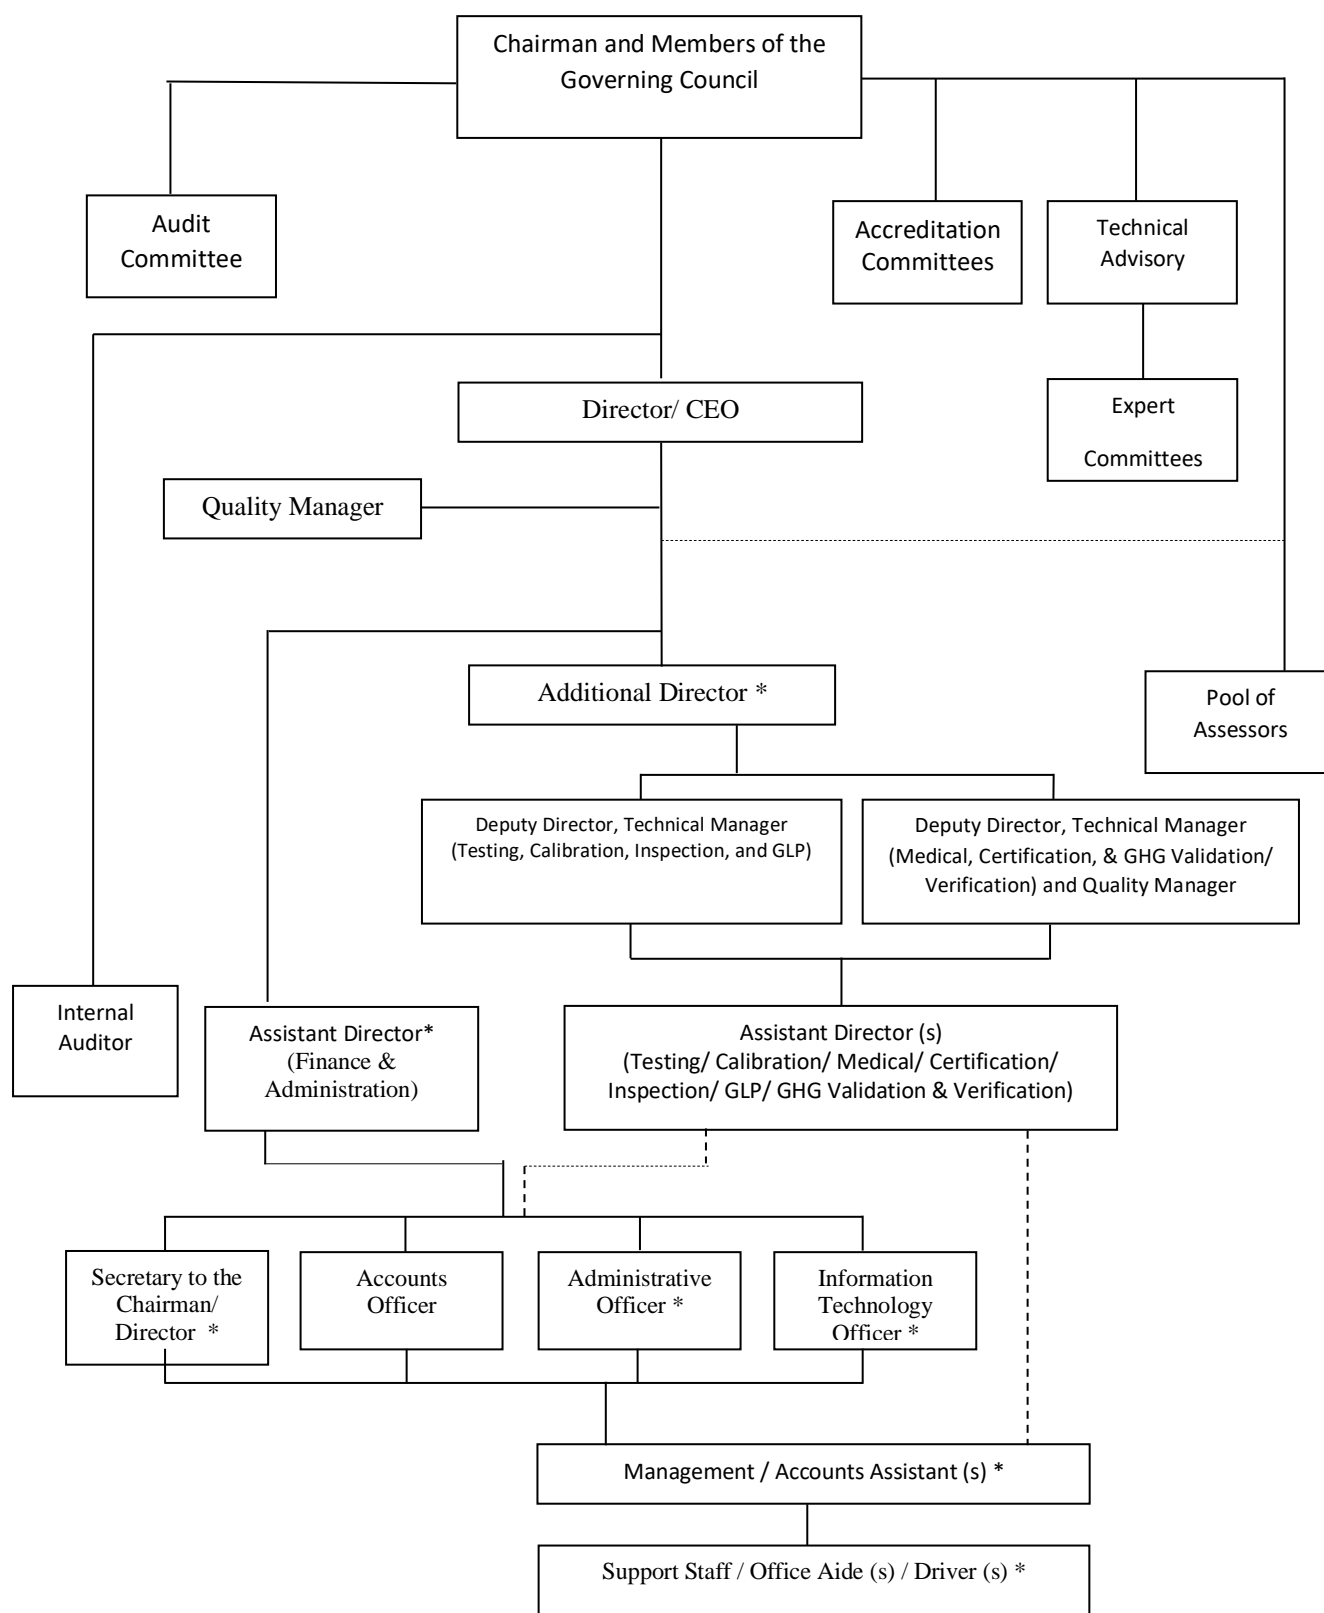 Chairman and Members of the
Governing Council
Audit
Committee
Accreditation
Committees
Technical
Advisory
Director/ CEO
Expert
Committees
Quality Manager
Additional Director *
Pool of
Assessors
Deputy Director, Technical Manager
(Testing, Calibration, Inspection, and GLP)
Deputy Director, Technical Manager
(Medical, Certification, & GHG Validation/
Verification) and Quality Manager
Internal
Auditor
Assistant Director*
(Finance &
Administration)
Assistant Director (s)
(Testing/ Calibration/ Medical/ Certification/
Inspection/ GLP/ GHG Validation & Verification)
Secretary to the
Chairman/
Director *
Accounts
Officer
Administrative
Officer *
Information
Technology
Officer *
Management / Accounts Assistant (s) *
Support Staff / Office Aide (s) / Driver (s) *